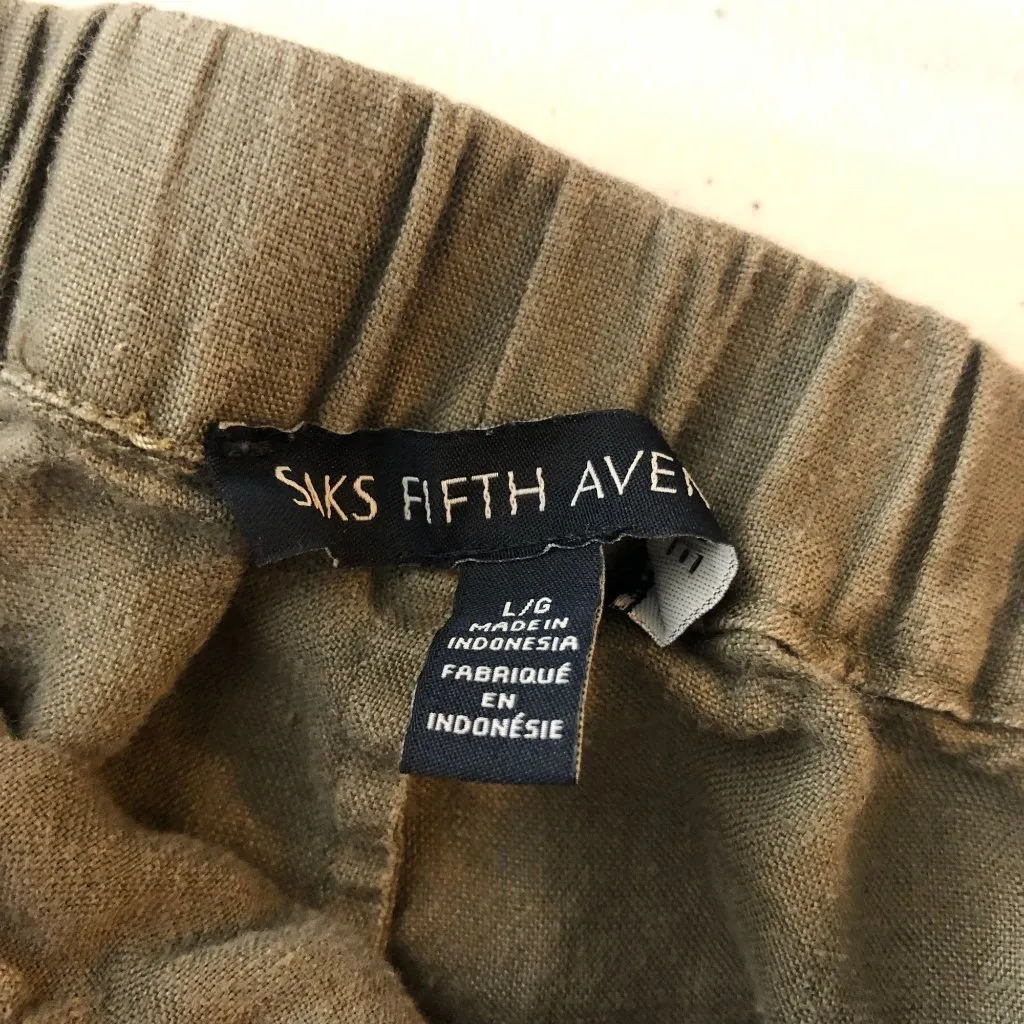 SAKS FIFTH AVEN
E
L/G
MADE IN
INDONESIA
FABRIQUÉ
EN
INDONÉSIE